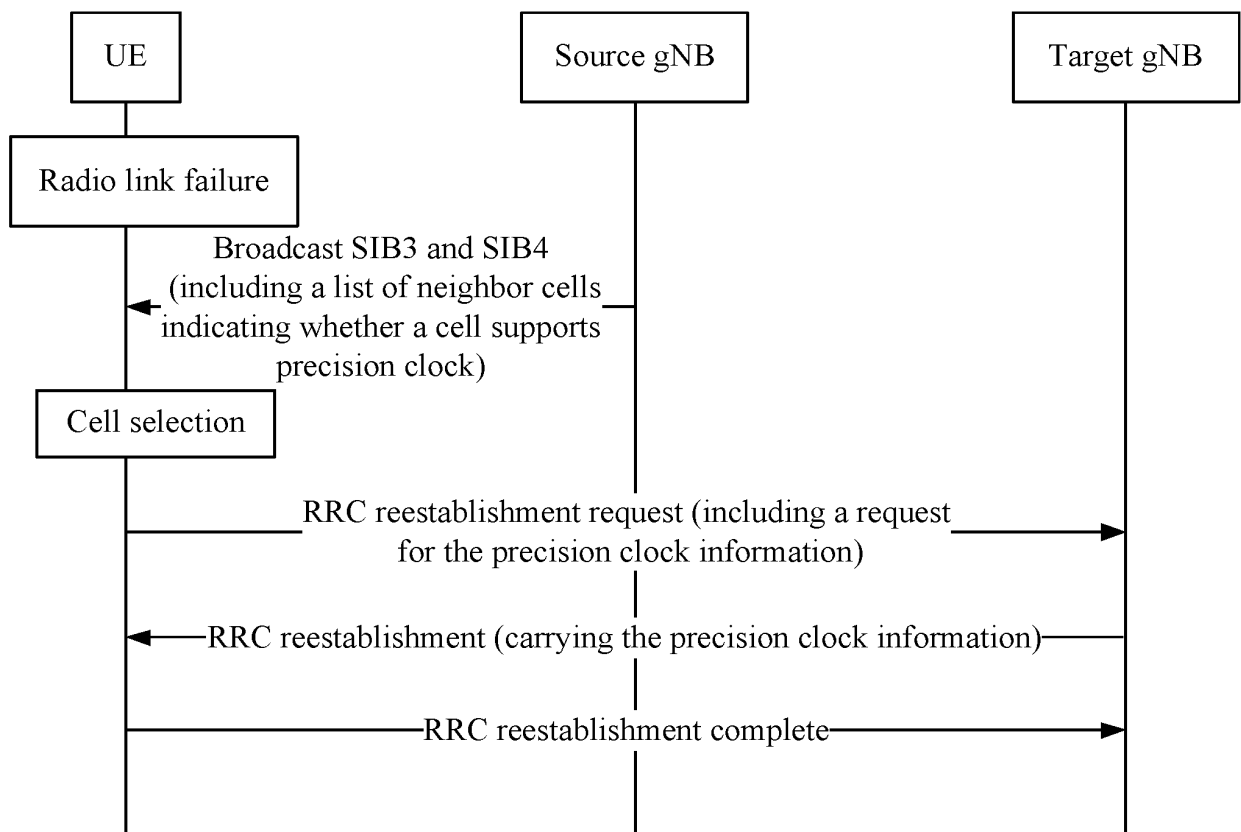 UE
Source gNB
Target gNB
Radio link failure
Broadcast SIB3 and SIB4
(including a list of neighbor cells
indicating whether a cell supports
precision clock)
Cell selection
RRC reestablishment request (including a request
for the precision clock information)
RRC reestablishment (carrying the precision clock information)
RRC reestablishment complete